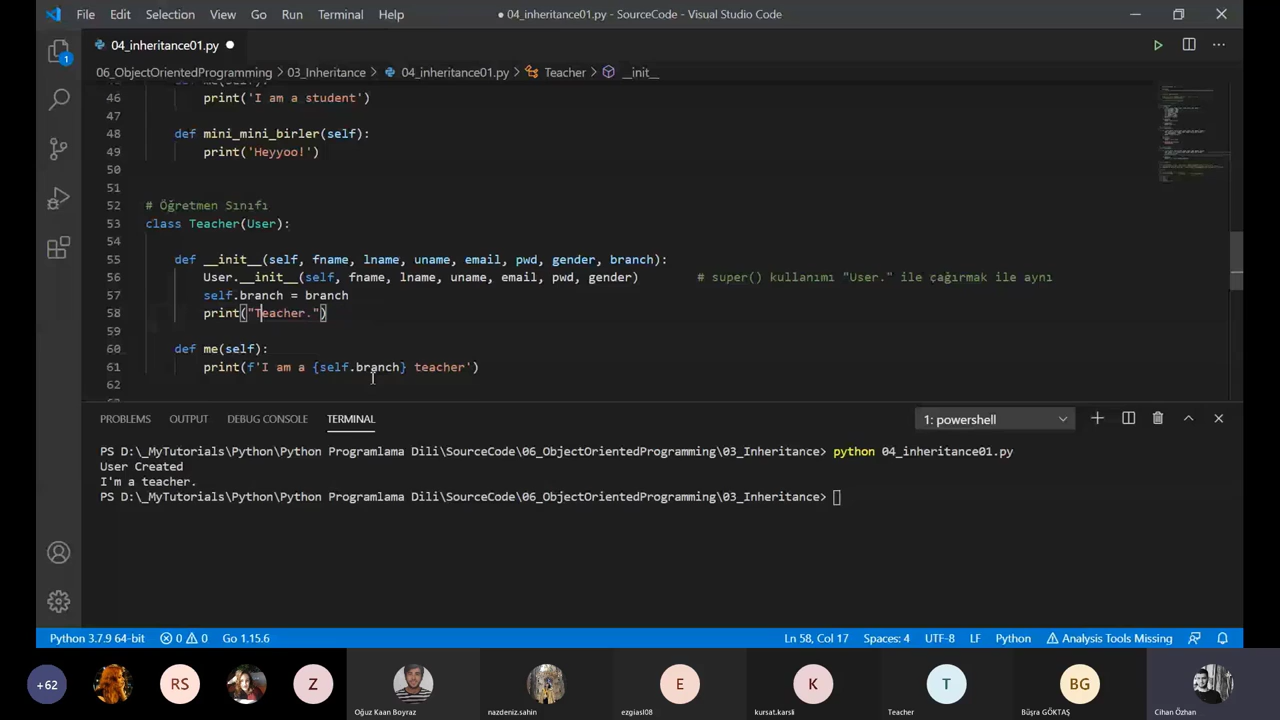 File Edit Selection View Go Run Terminal Help
● 04_inheritance01.py - SourceCode - Visual Studio Code
04_inheritance01.py ●
06_ObjectOrientedProgramming > 03_Inheritance > 04_inheritance01.py > Teacher > __init__
46 print('I am a student')
47
48 def mini_mini_birler(self):
49 print('Heyyoo!')
50
51
52 # Öğretmen Sınıfı
53 class Teacher(User):
54
55 def __init__(self, fname, lname, uname, email, pwd, gender, branch):
56 User.__init__(self, fname, lname, uname, email, pwd, gender) # super() kullanımı "User." ile çağırmak ile aynı
57 self.branch = branch
58 print("Teacher.")
59
60 def me(self):
61 print(f'I am a {self.branch} teacher')
62
1
PROBLEMS OUTPUT DEBUG CONSOLE TERMINAL 1: powershell
PS D:\_MyTutorials\Python\Python Programlama Dili\SourceCode\06_ObjectOrientedProgramming\03_Inheritance> python 04_inheritance01.py
User Created
I'm a teacher.
PS D:\_MyTutorials\Python\Python Programlama Dili\SourceCode\06_ObjectOrientedProgramming\03_Inheritance>
Python 3.7.9 64-bit 0 0 Go 1.15.6 Ln 58, Col 17 Spaces: 4 UTF-8 LF Python Analysis Tools Missing
+62 RS Z E K T BG
Oğuz Kaan Boyraz nazdeniz.sahin ezgiasl08 kursat.karsli Teacher Büşra GÖKTAŞ Cihan Özhan